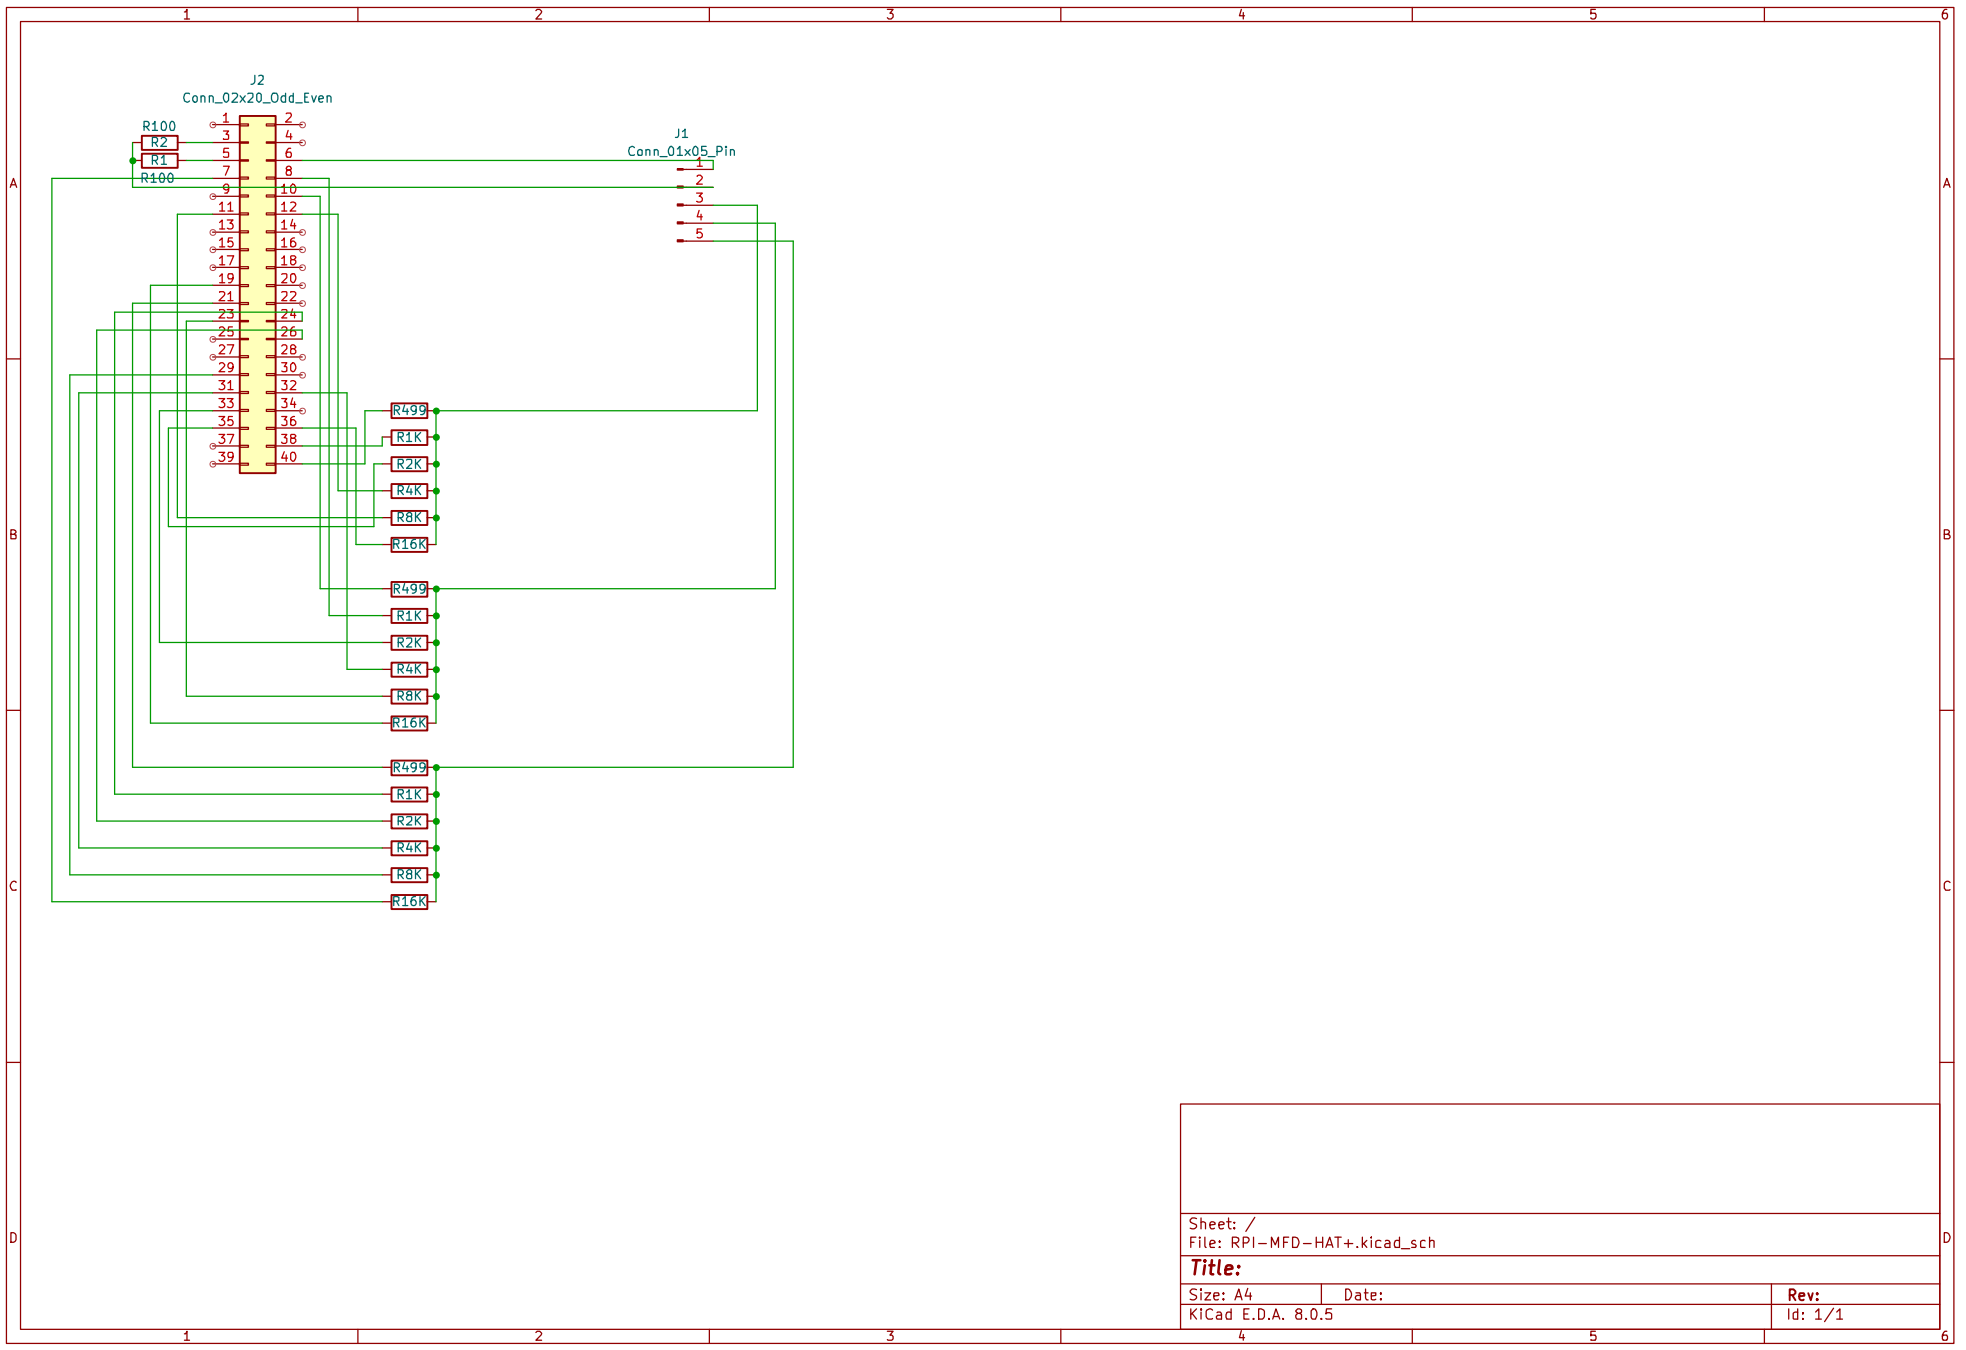 1 2 3 4 5 6
J2
Conn_02x20_Odd_Even
1 2
R100
3 4
R2
J1
Conn_01x05_Pin
5 6
R1
1
7 8
R100
2
A A
9 10
3
11 12
4
13 14
5
15 16
17 18
19 20
21 22
23 24
25 26
27 28
29 30
31 32
33 34
R499
35 36
R1K
37 38
39 40
R2K
R4K
R8K
B B
R16K
R499
R1K
R2K
R4K
R8K
R16K
R499
R1K
R2K
R4K
R8K
C C
R16K
Sheet: /
File: RPI-MFD-HAT+.kicad_sch
D D
Title:
Size: A4 Date: Rev:
KiCad E.D.A. 8.0.5 Id: 1/1
1 2 3 4 5 6